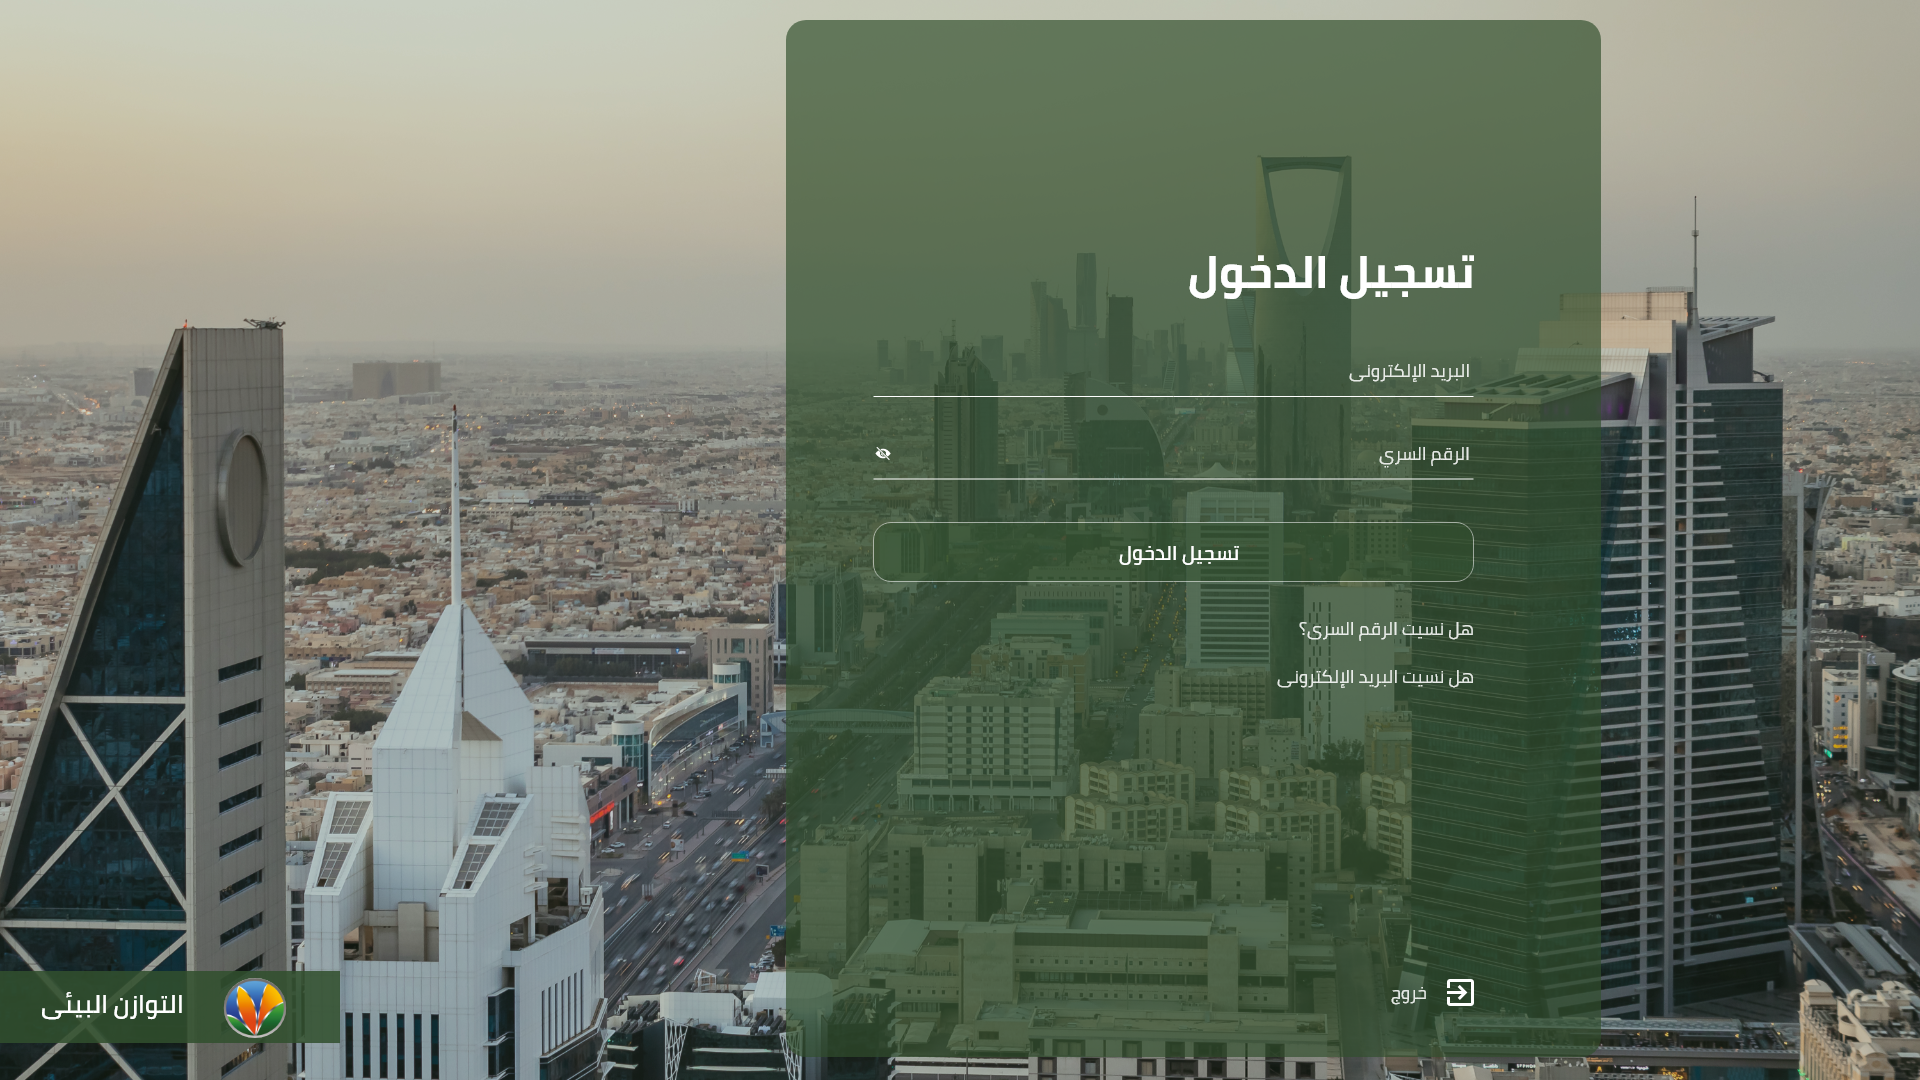 تسجيل الدخول
البريد الإلكترونى
الرقم السري
تسجيل الدخول
هل نسيت الرقم السرى؟
هل نسيت البريد الإلكترونى
خروج
التوازن البيئى